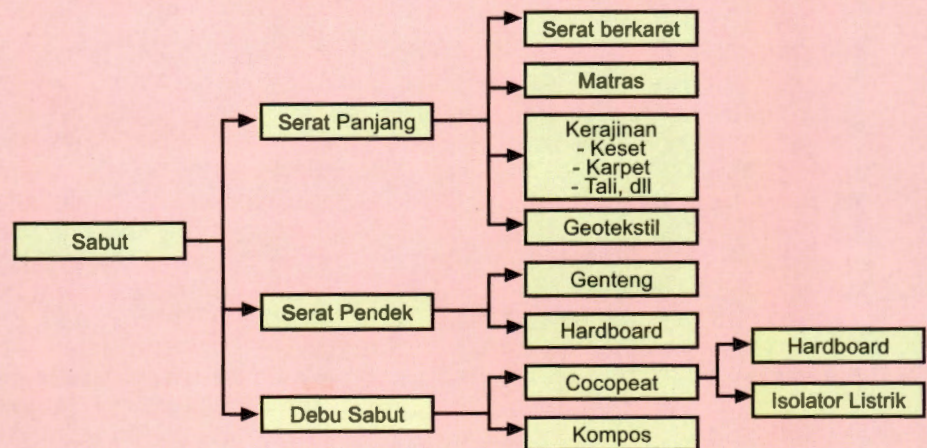 Sabut
Serat Panjang
Serat berkaret
Matras
Kerajinan
- Keset
- Karpet
- Tali, dll
Geotekstil
Serat Pendek
Genteng
Hardboard
Debu Sabut
Cocopeat
Hardboard
Isolator Listrik
Kompos